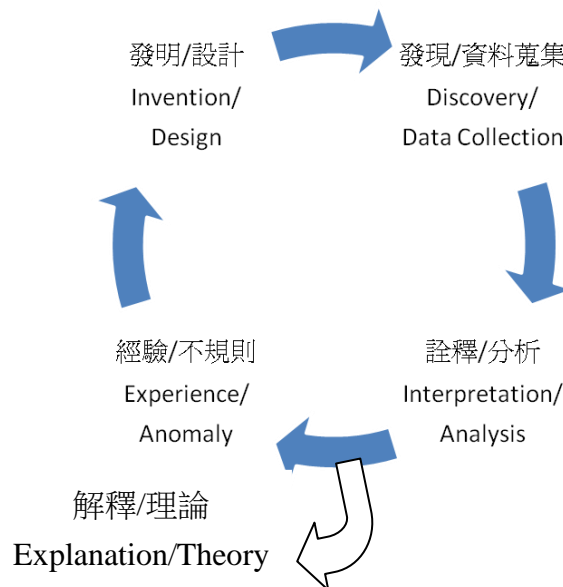 發明/設計
Invention/
Design
發現/資料蒐集
Discovery/
Data Collection
詮釋/分析
Interpretation/
Analysis
經驗/不規則
Experience/
Anomaly
解釋/理論
Explanation/Theory